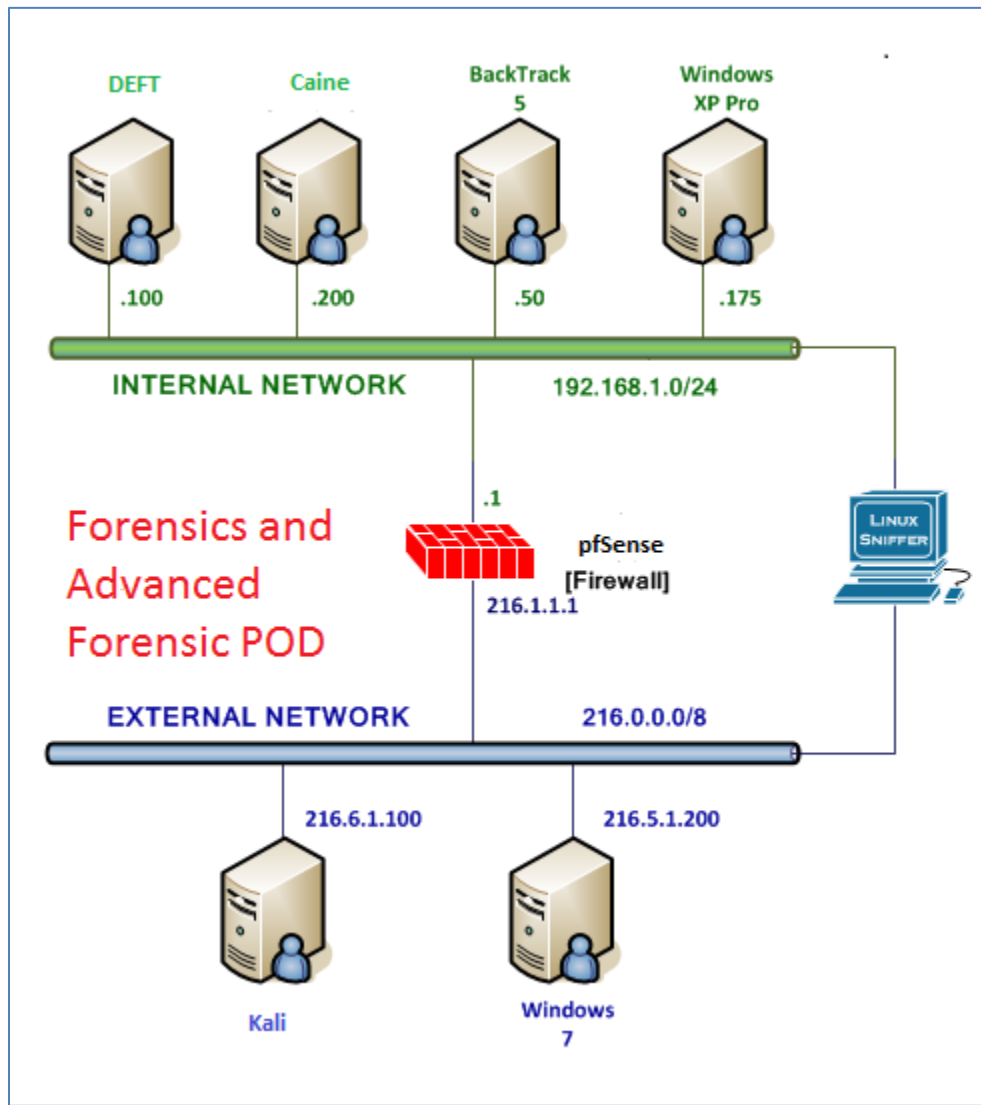 DEFT
Caine
BackTrack
5
Windows
XP Pro
.100
.200
.50
.175
INTERNAL NETWORK
192.168.1.0/24
.1
Forensics and
Advanced
Forensic POD
pfSense
[Firewall]
216.1.1.1
LINUX
SNIFFER
EXTERNAL NETWORK
216.0.0.0/8
216.6.1.100
216.5.1.200
Kali
Windows
7